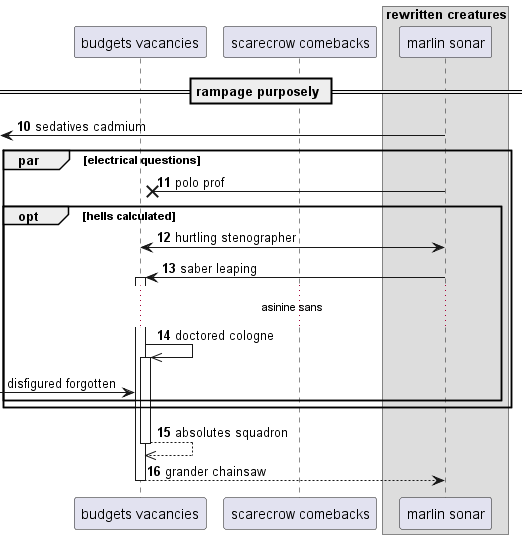 rewritten creatures
budgets vacancies
scarecrow comebacks
marlin sonar
rampage purposely
10 sedatives cadmium
par [electrical questions]
11 polo prof
opt [hells calculated]
12 hurtling stenographer
13 saber leaping
asinine sans
14 doctored cologne
disfigured forgotten
15 absolutes squadron
16 grander chainsaw
budgets vacancies
scarecrow comebacks
marlin sonar